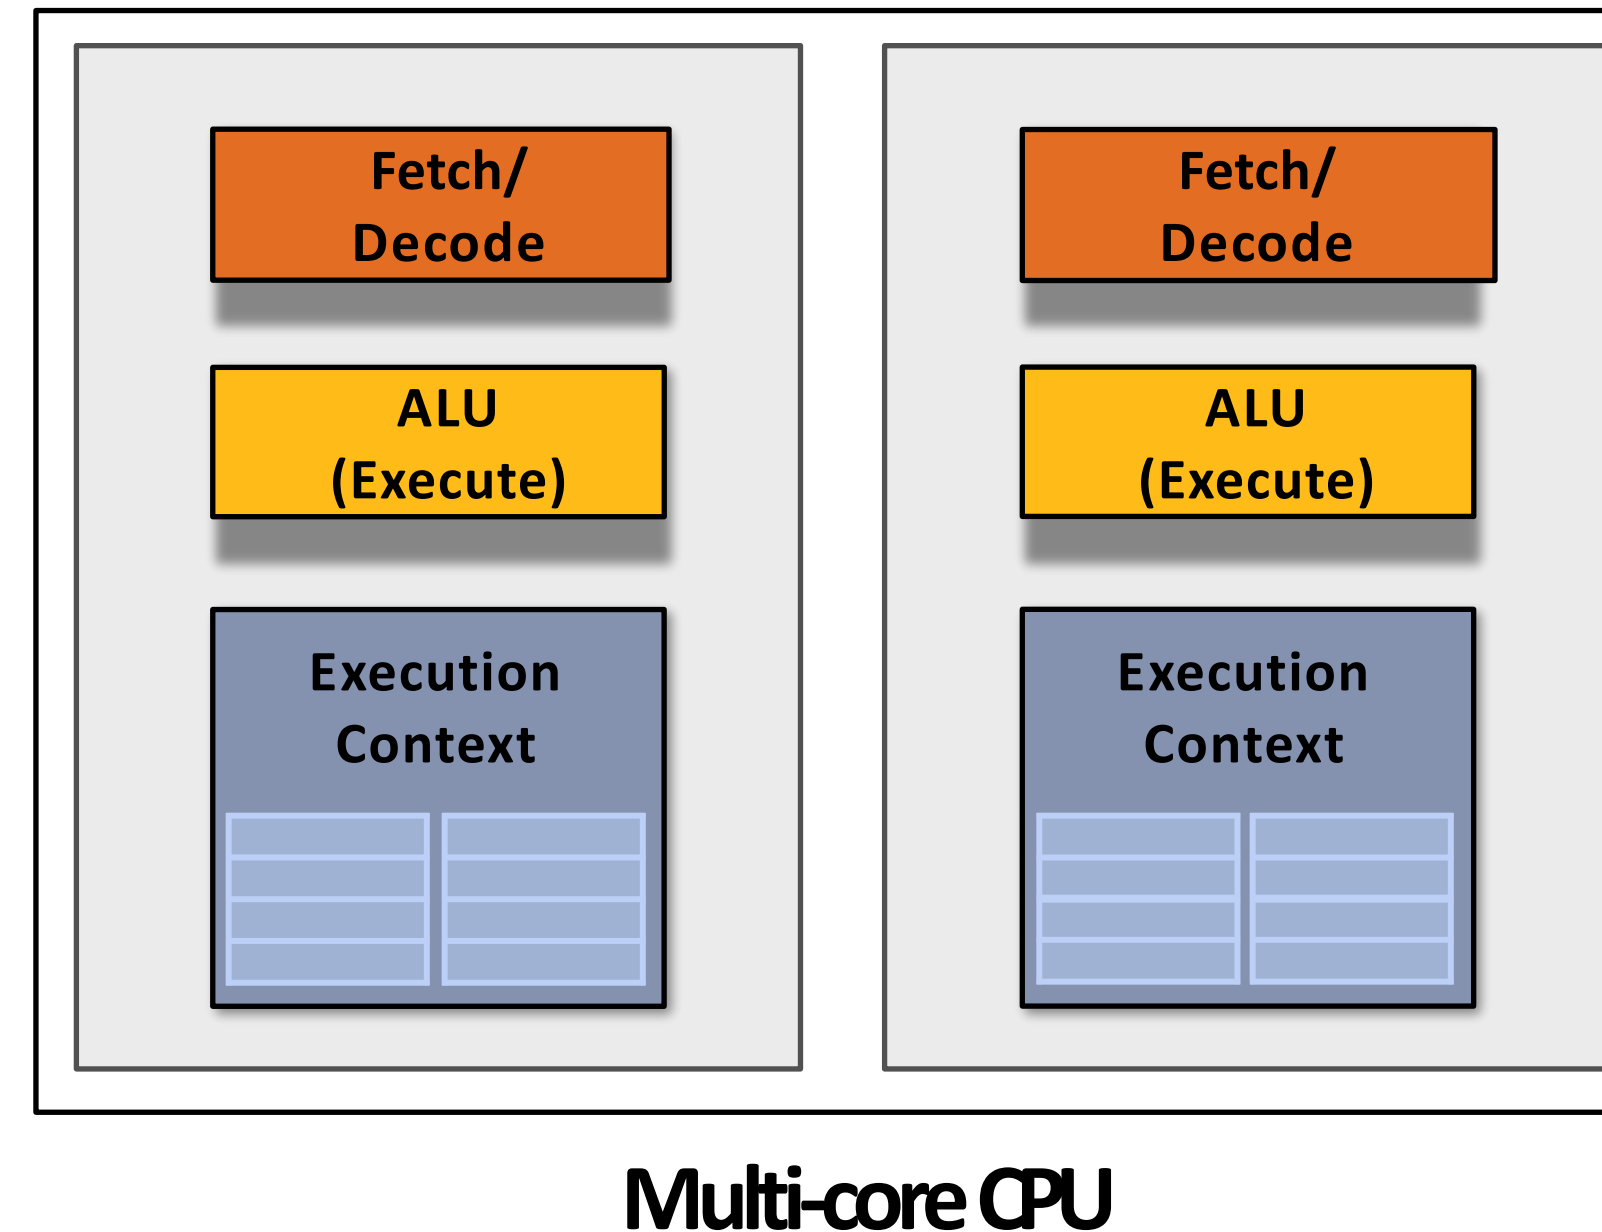 Fetch/
Decode
ALU
(Execute)
Execution
Context
Fetch/
Decode
ALU
(Execute)
Execution
Context
Multi-core CPU